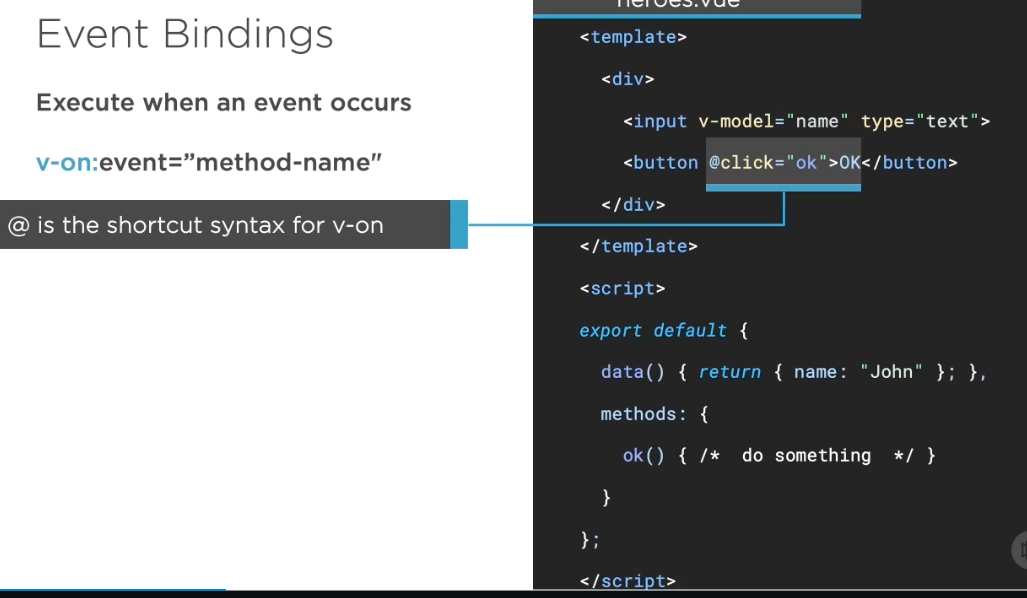 Event Bindings
Execute when an event occurs
v-on:event=”method-name"
@ is the shortcut syntax for v-on
heroes.vue
<template>
<div>
<input v-model="name" type="text">
<button @click="ok">OK</button>
</div>
</template>
<script>
export default {
data() { return { name: "John" }; },
methods: {
ok() { /* do something */ }
}
};
</script>